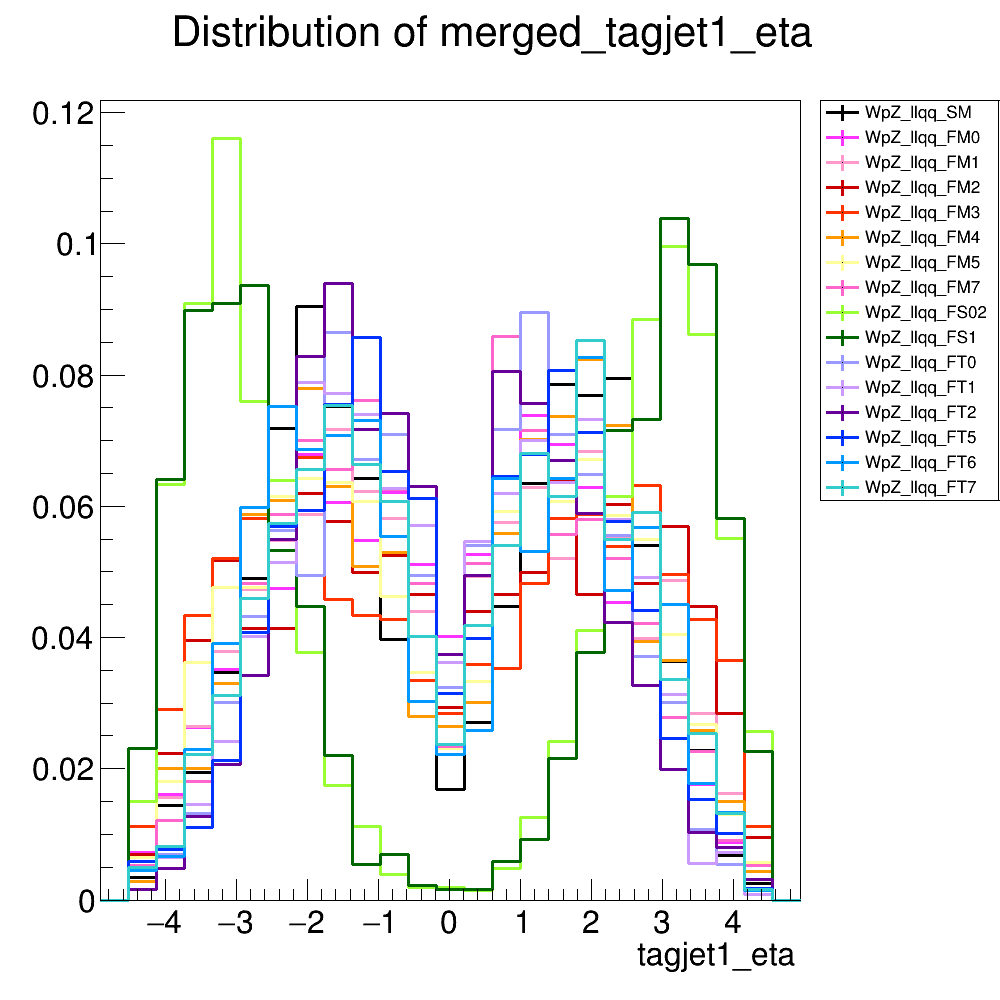 Distribution of merged_tagjet1_eta
0.12
0.1
0.08
0.06
0.04
0.02
0
−4 −3 −2 −1 0 1 2 3 4
tagjet1_eta
WpZ_llqq_SM
WpZ_llqq_FM0
WpZ_llqq_FM1
WpZ_llqq_FM2
WpZ_llqq_FM3
WpZ_llqq_FM4
WpZ_llqq_FM5
WpZ_llqq_FM7
WpZ_llqq_FS02
WpZ_llqq_FS1
WpZ_llqq_FT0
WpZ_llqq_FT1
WpZ_llqq_FT2
WpZ_llqq_FT5
WpZ_llqq_FT6
WpZ_llqq_FT7